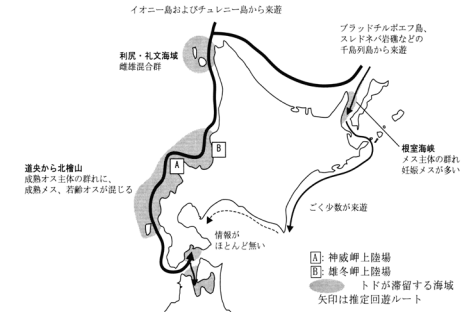 イオニー島およびチュレニー島から来遊
ブラッドチルポエフ島、
スレドネバ岩礁などの
千島列島から来遊
利尻・礼文海域
雌雄混合群
B
A
根室海峡
メス主体の群れ
妊娠メスが多い
道央から北檜山
成熟オス主体の群れに、
成熟メス、若齢オスが混じる
ごく少数が来遊
情報が
ほとんど無い
A: 神威岬上陸場
B: 雄冬岬上陸場
トドが滞留する海域
矢印は推定回遊ルート